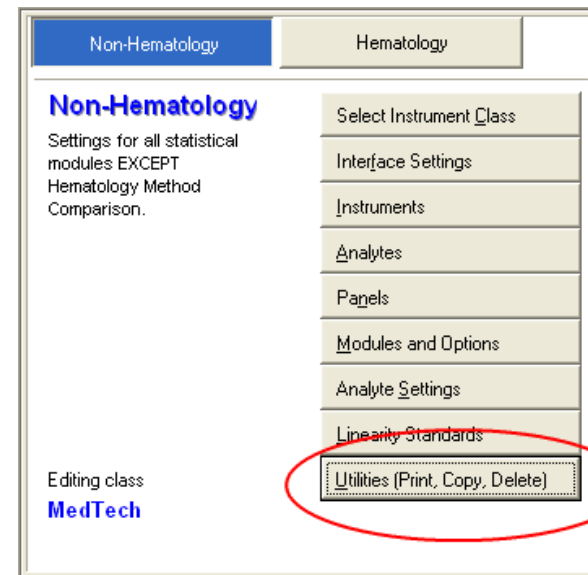 Non-Hematology
Hematology
Non-Hematology
Settings for all statistical
modules EXCEPT
Hematology Method
Comparison.
Select Instrument Class
Interface Settings
Instruments
Analytes
Panels
Modules and Options
Analyte Settings
Linearity Standards
Utilities (Print, Copy, Delete)
Editing class
MedTech